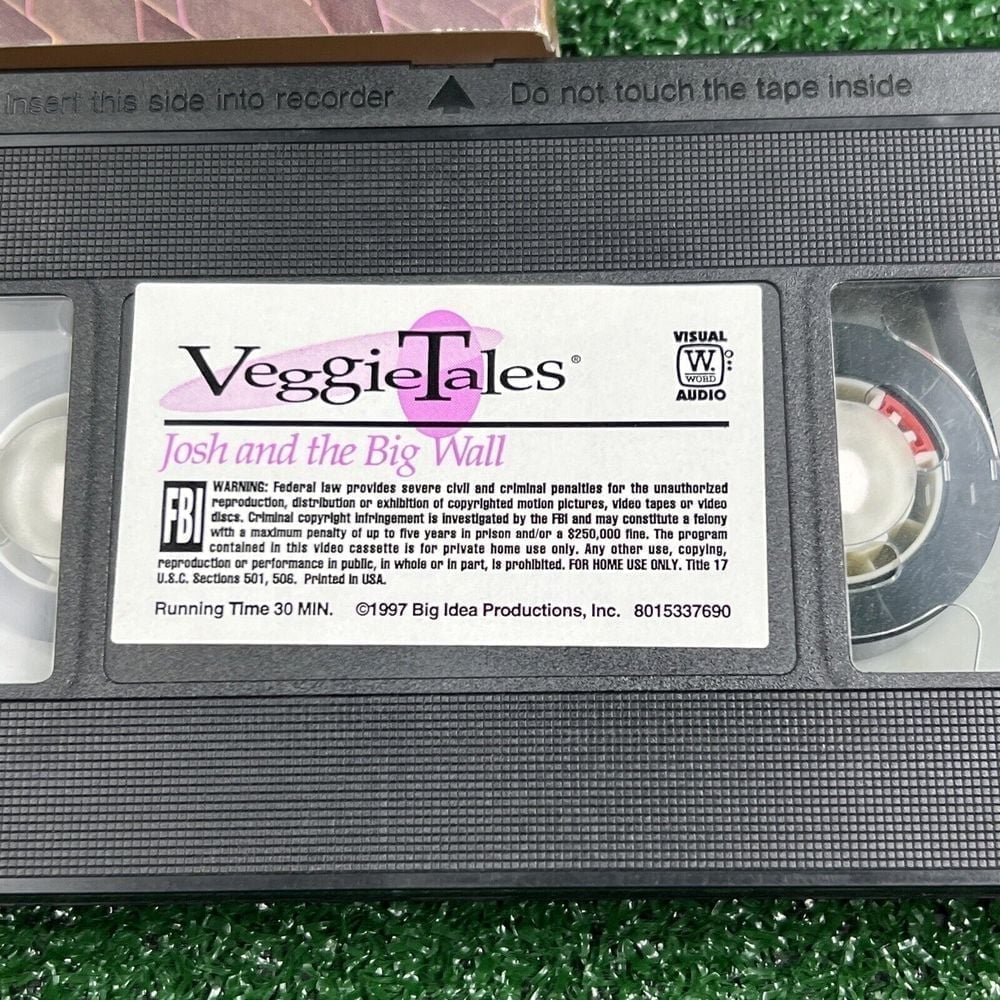 Insert this side into recorder Do not touch the tape inside
VeggieTales®
VISUAL
W.
WORD
AUDIO
Josh and the Big Wall
FBI
WARNING: Federal law provides severe civil and criminal penalties for the unauthorized
reproduction, distribution or exhibition of copyrighted motion pictures, video tapes or video
discs. Criminal copyright infringement is investigated by the FBI and may constitute a felony
with a maximum penalty of up to five years in prison and/or a $250,000 fine. The program
contained in this video cassette is for private home use only. Any other use, copying,
reproduction or performance in public, in whole or in part, is prohibited. FOR HOME USE ONLY. Title 17
U.S.C. Sections 501, 506. Printed in USA.
Running Time 30 MIN. ©1997 Big Idea Productions, Inc. 8015337690